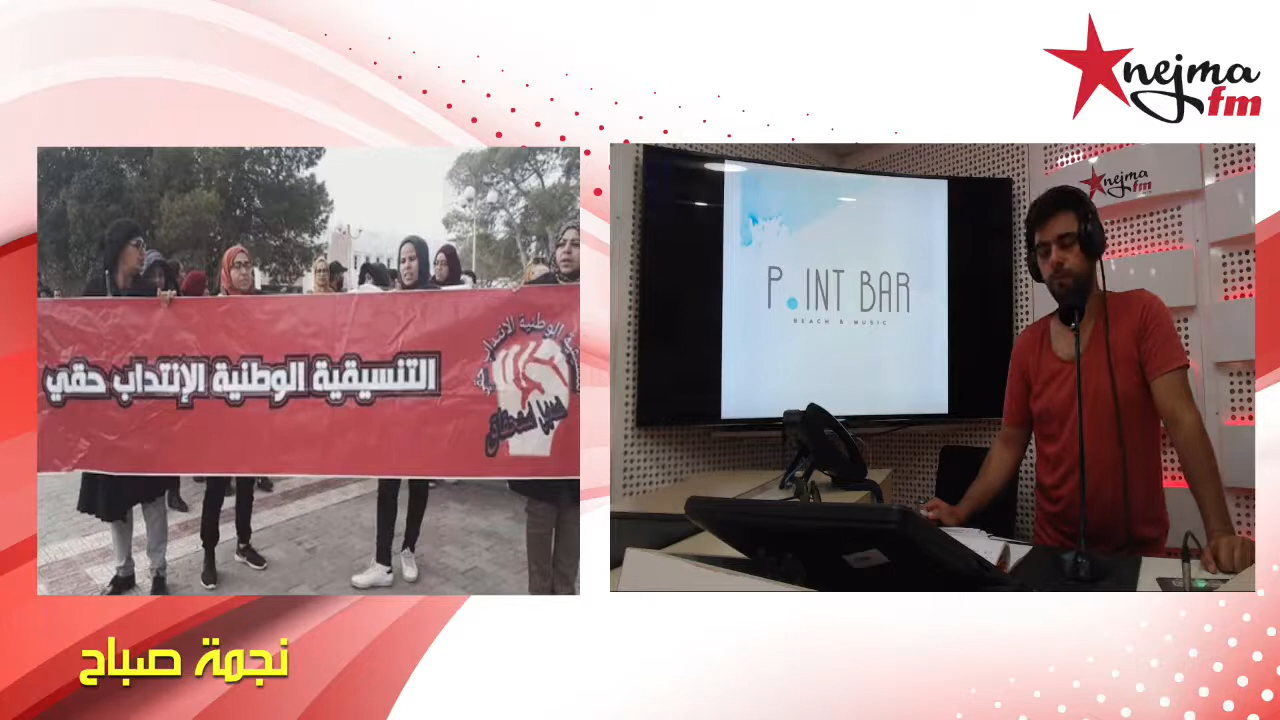 nejma
fm
nejma
fm
P.INT BAR
BEACH & MUSIC
التنسيقية الوطنية الإنتداب حقي
نجمة صباح